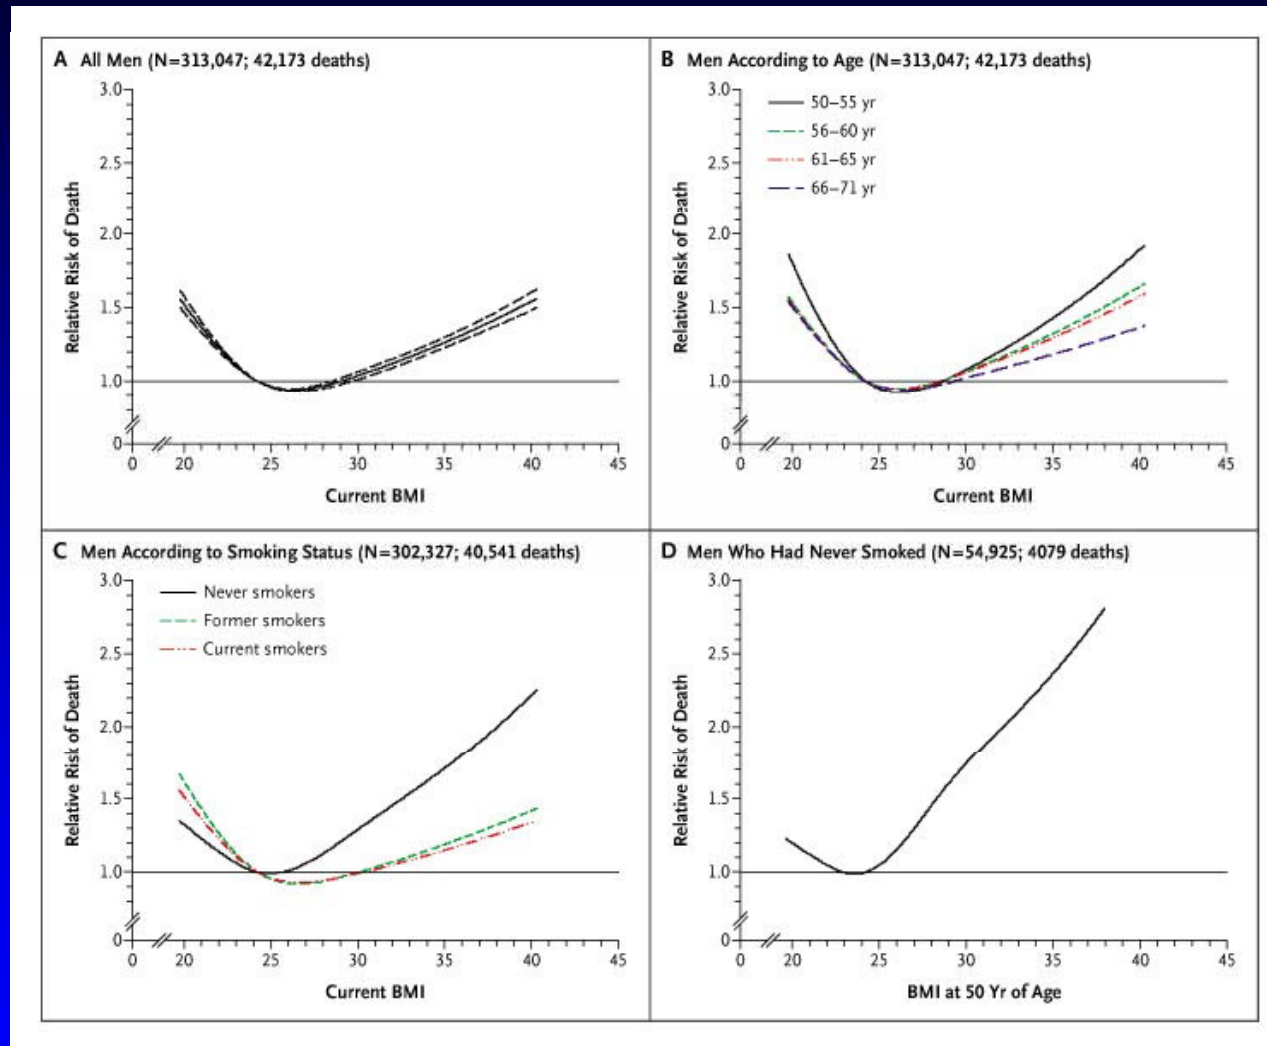 A All Men (N=313,047; 42,173 deaths)
3.0
2.5
2.0
1.5
1.0
0
Relative Risk of Death
0 20 25 30 35 40 45
Current BMI
B Men According to Age (N=313,047; 42,173 deaths)
50–55 yr
56–60 yr
61–65 yr
66–71 yr
3.0
2.5
2.0
1.5
1.0
0
Relative Risk of Death
0 20 25 30 35 40 45
Current BMI
C Men According to Smoking Status (N=302,327; 40,541 deaths)
Never smokers
Former smokers
Current smokers
3.0
2.5
2.0
1.5
1.0
0
Relative Risk of Death
0 20 25 30 35 40 45
Current BMI
D Men Who Had Never Smoked (N=54,925; 4079 deaths)
3.0
2.5
2.0
1.5
1.0
0
Relative Risk of Death
0 20 25 30 35 40 45
BMI at 50 Yr of Age